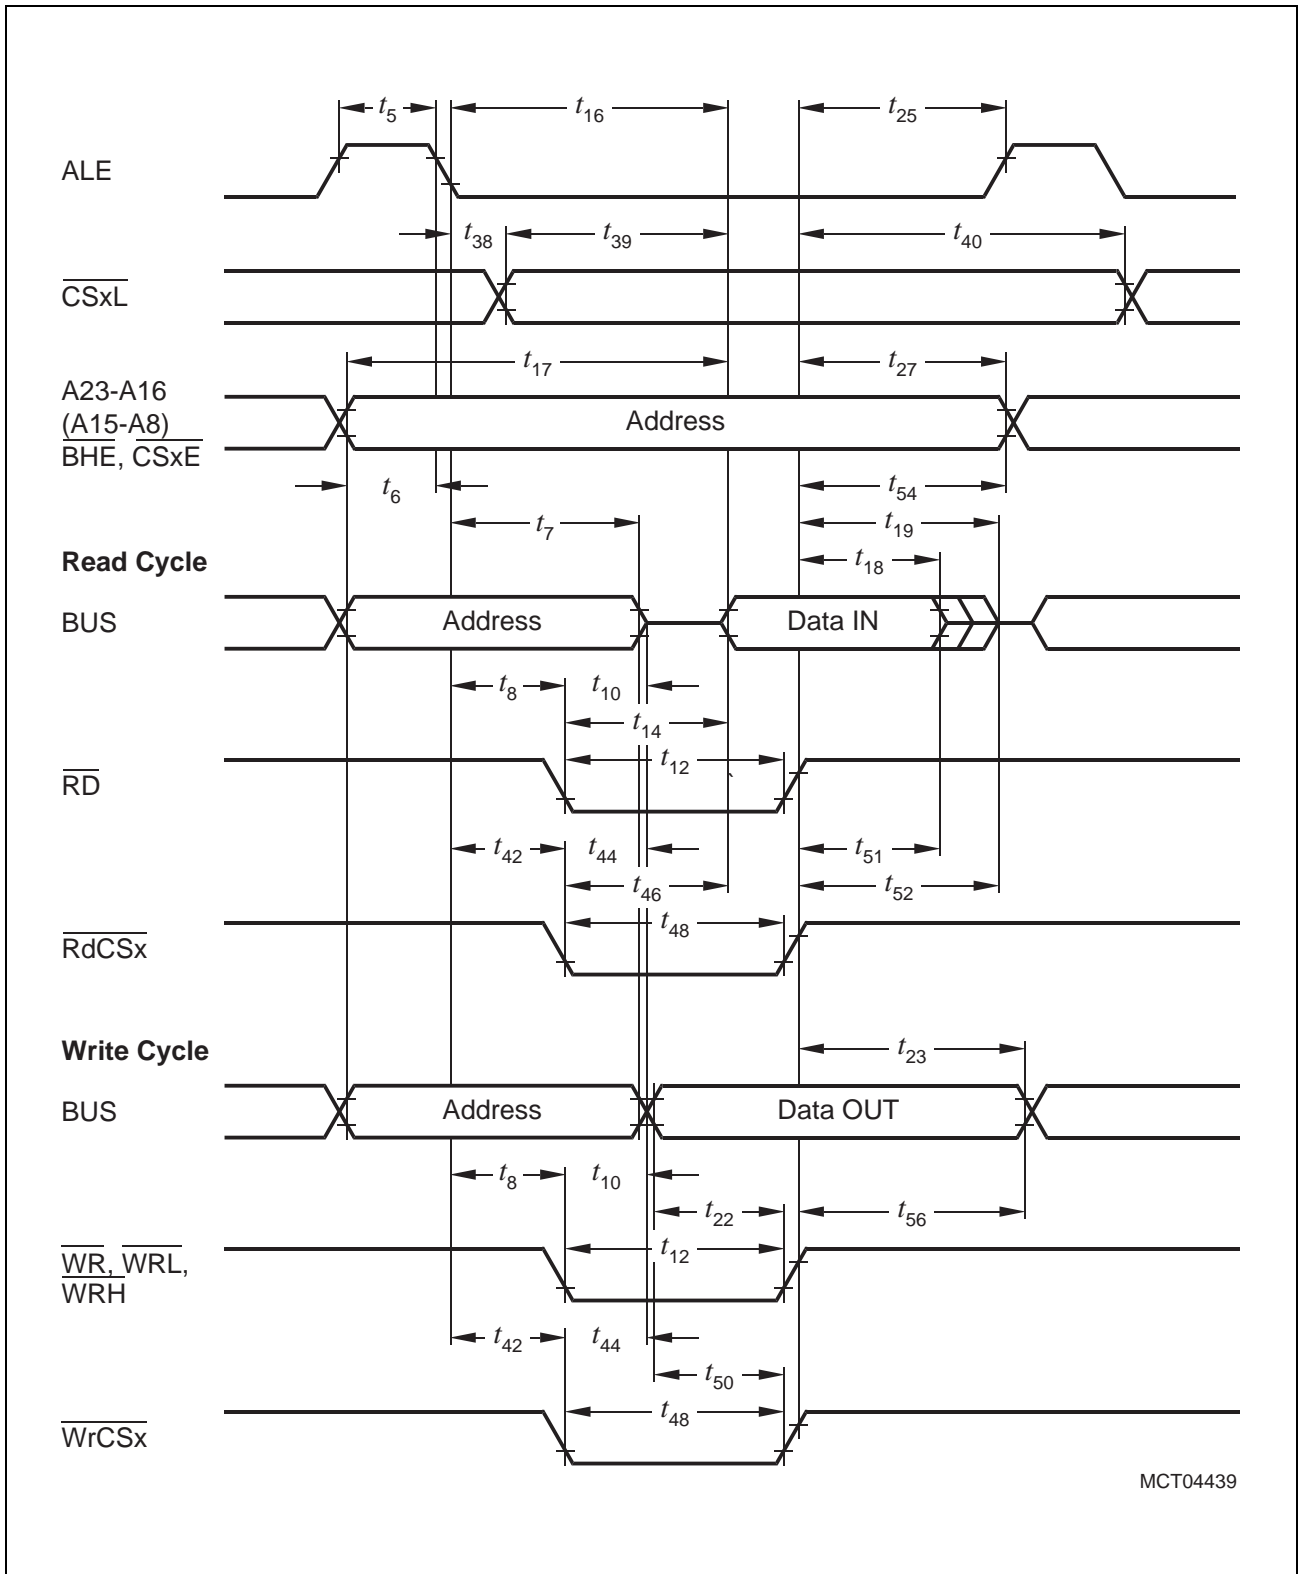 t5 t16 t25
ALE
t38 t39 t40
CSxL
t17 t27
A23-A16
(A15-A8)
BHE, CSxE
Address
t6 t54
t7 t19
Read Cycle
t18
BUS Address Data IN
t8 t10
t14
t12
RD
t42 t44 t51
t46 t52
t48
RdCSx
Write Cycle
t23
BUS Address Data OUT
t8 t10
t22 t56
t12
WR, WRL,
WRH
t42 t44
t50
t48
WrCSx
MCT04439